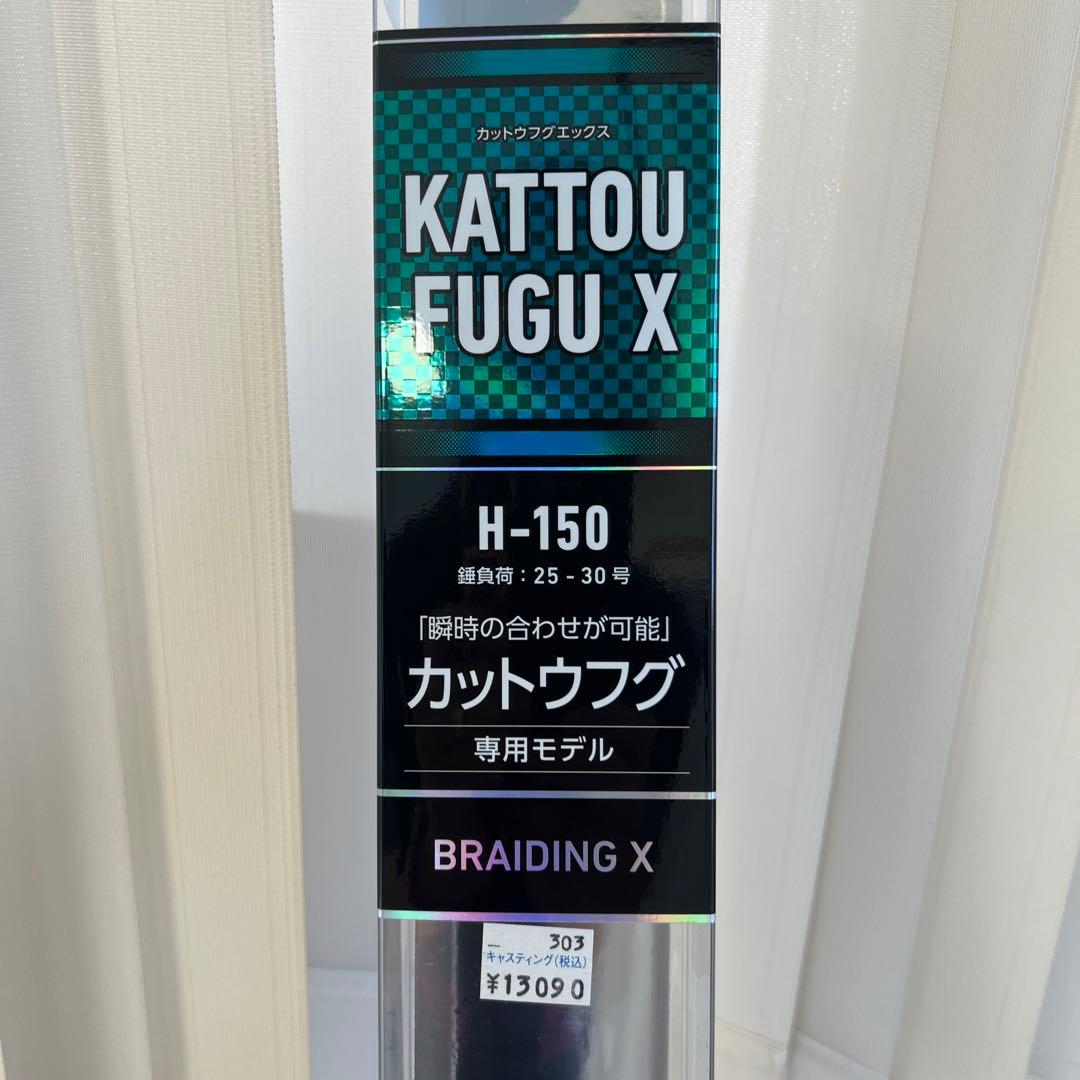 カットウフグエックス
KATTOU
FUGU X
H-150
錘負荷：25 - 30 号
「瞬時の合わせが可能」
カットウフグ
専用モデル
BRAIDING X
303
キャスティング(税込)
¥13090